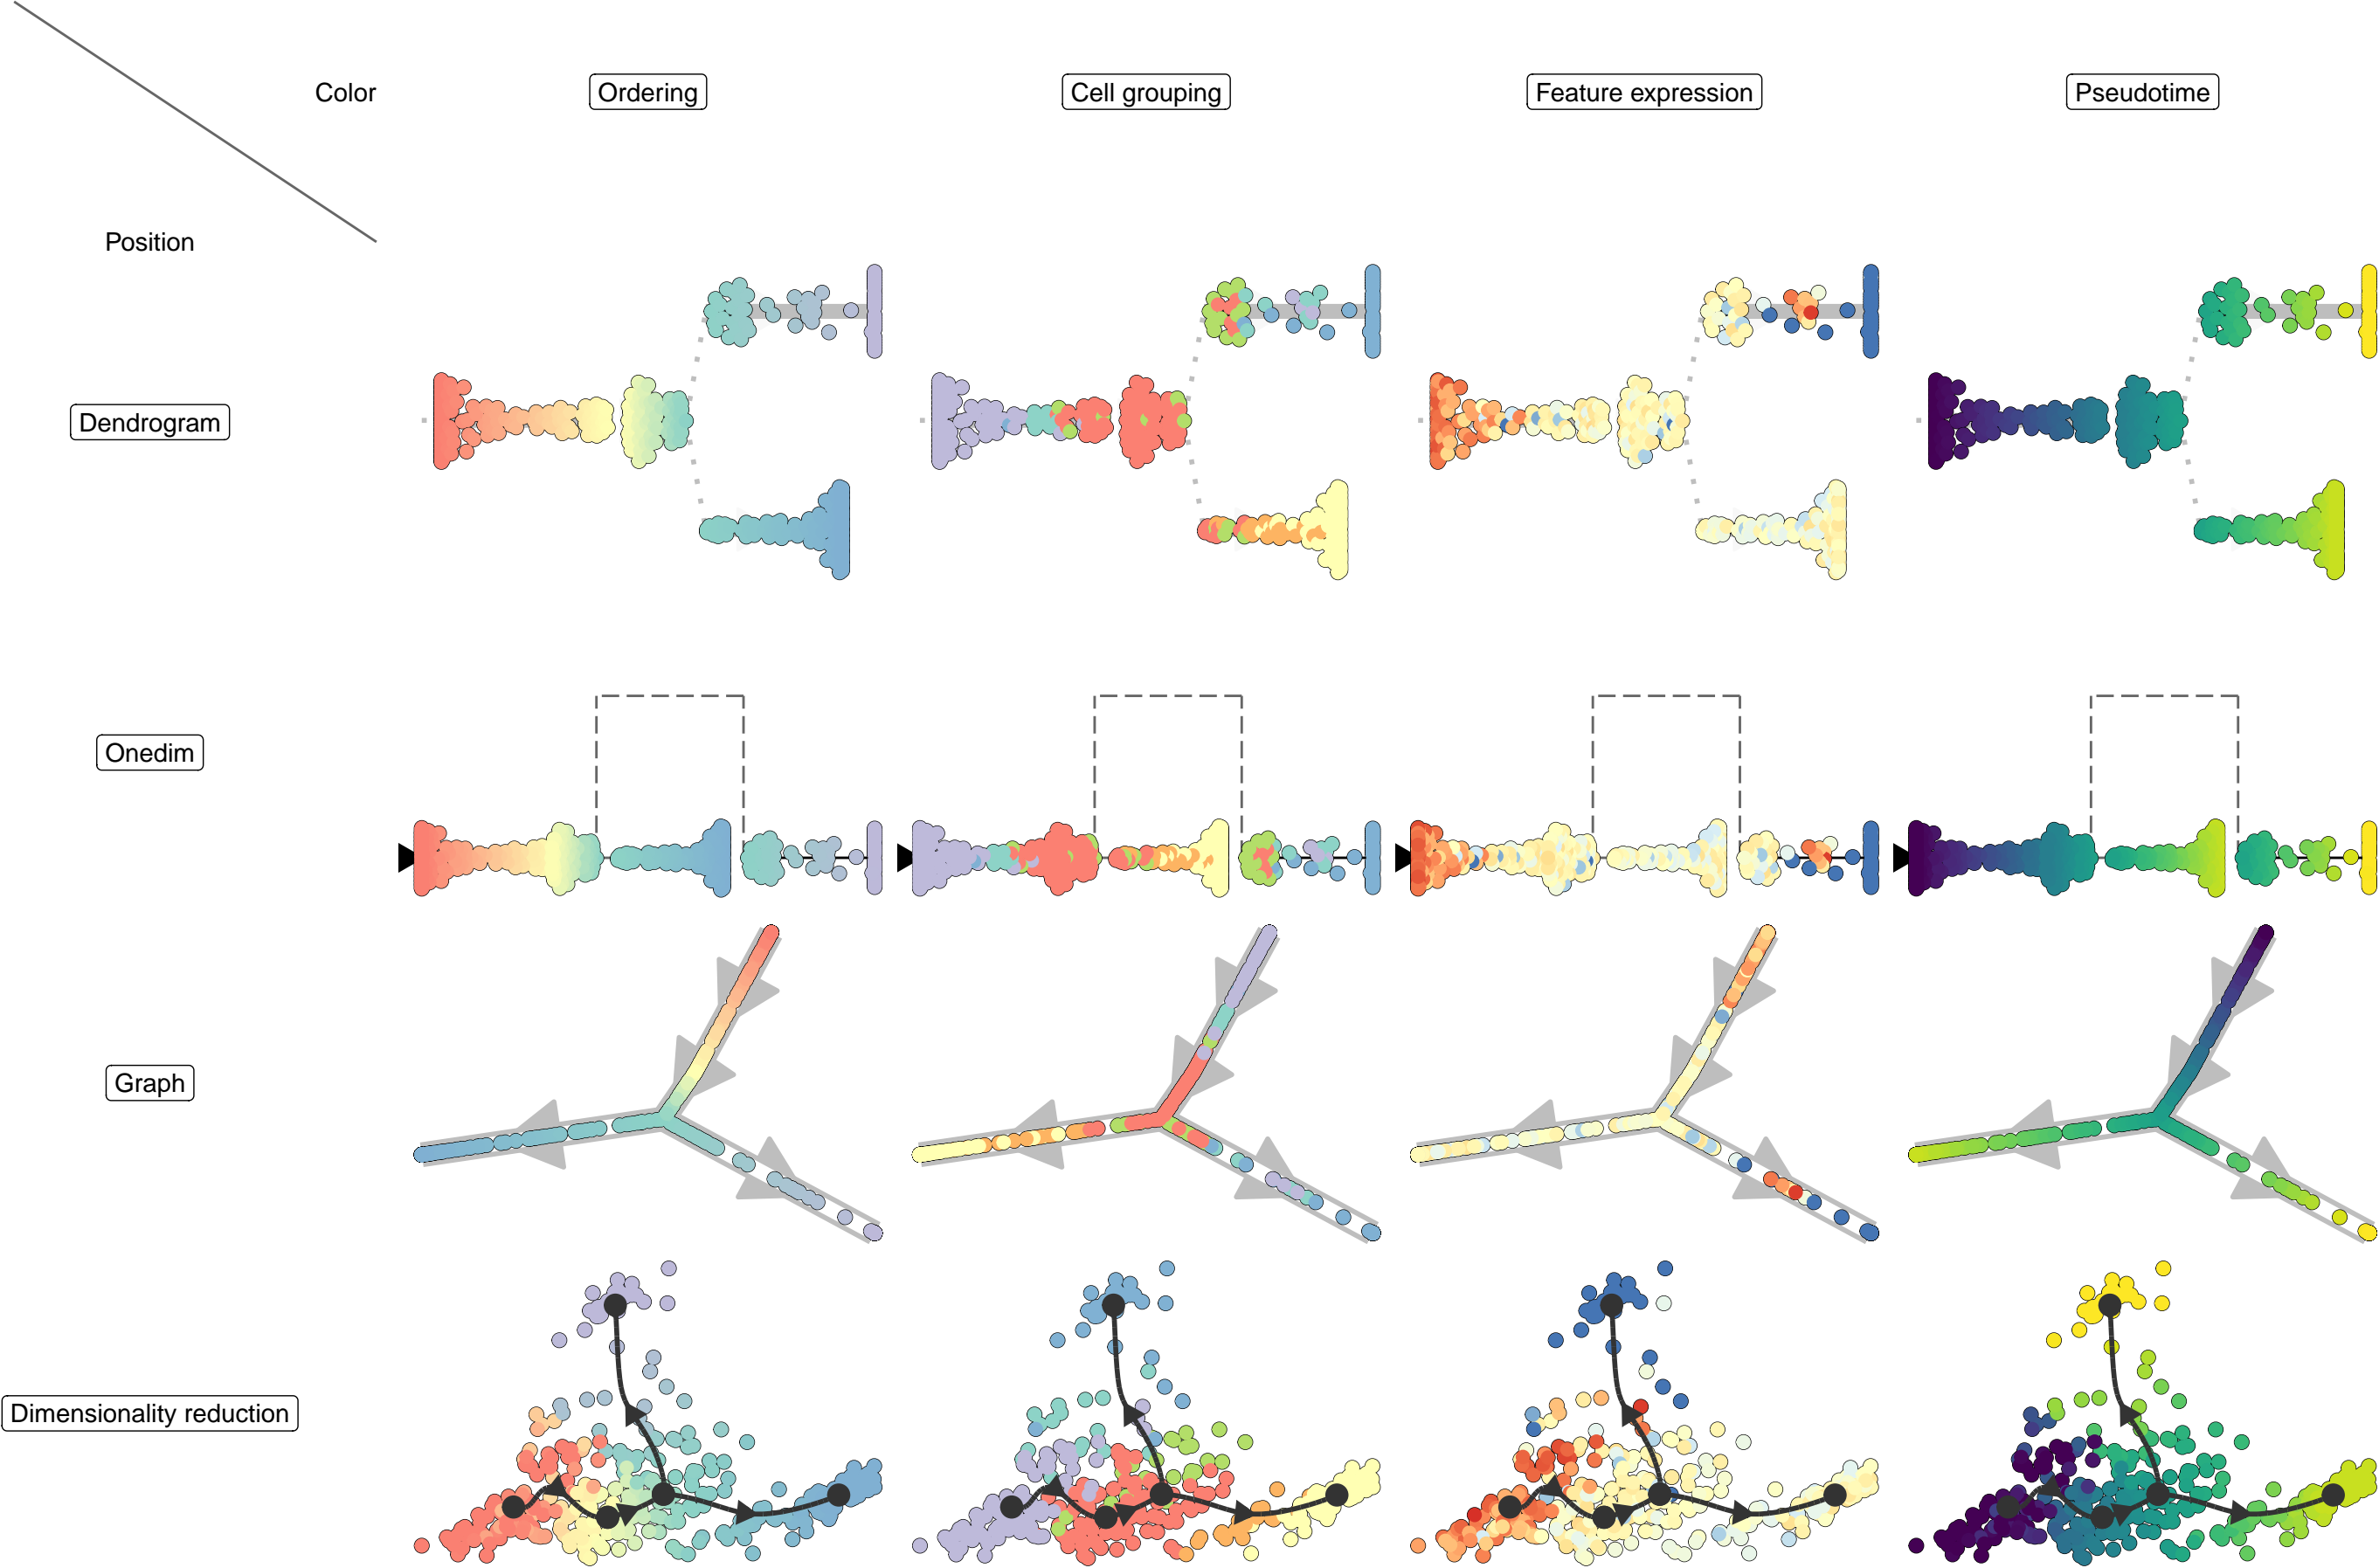 Color
Ordering
Cell grouping
Feature expression
Pseudotime
Position
Dendrogram
Onedim
Graph
Dimensionality reduction